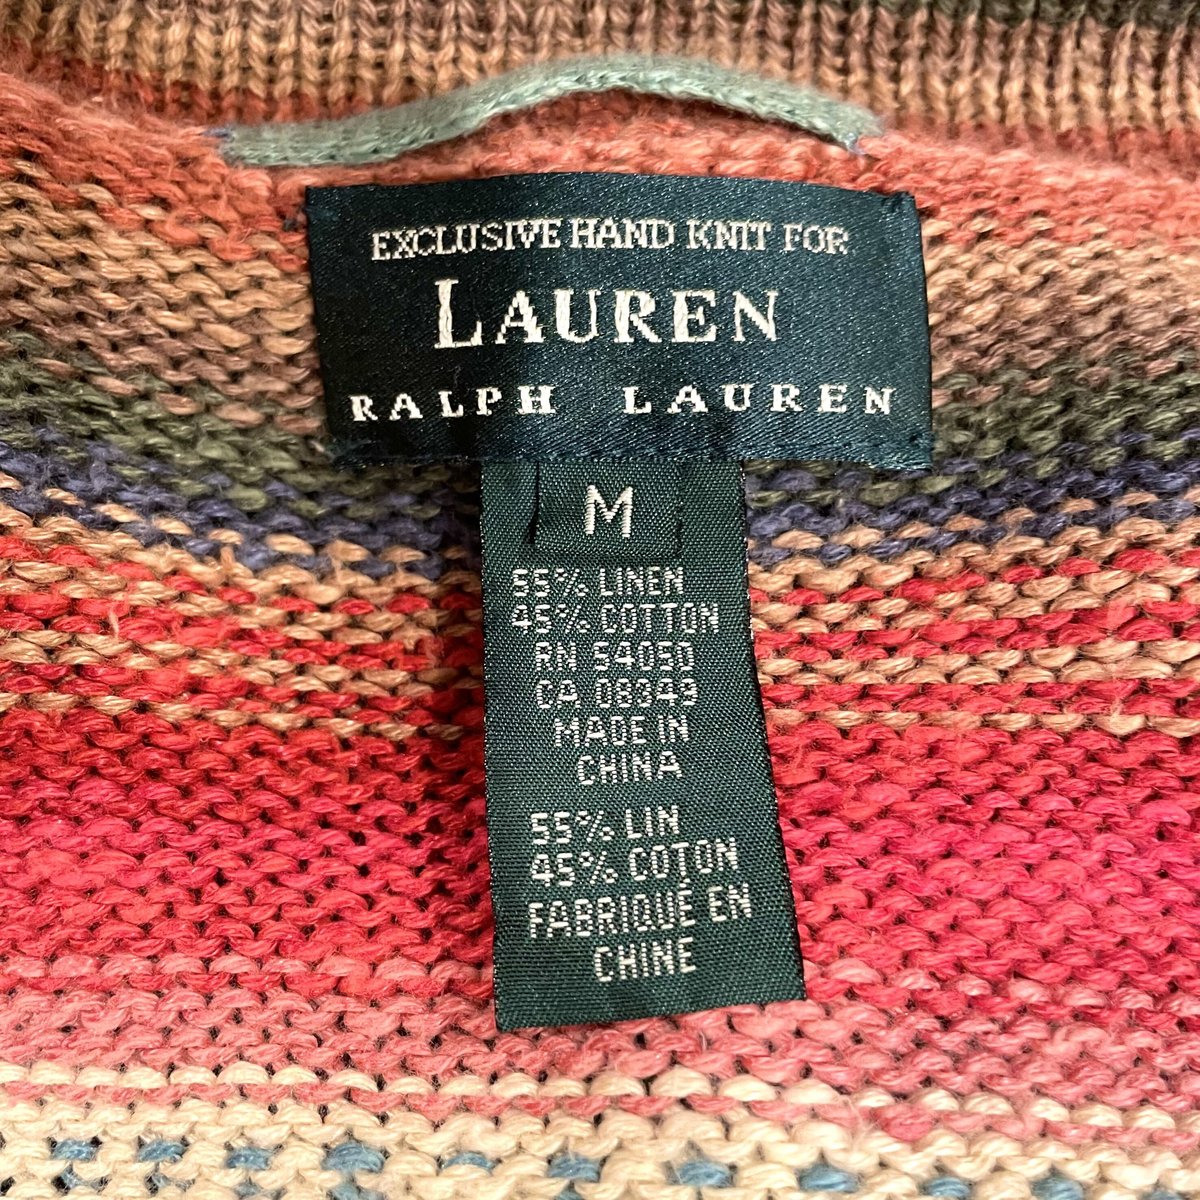 EXCLUSIVE HAND KNIT FOR
LAUREN
RALPH LAUREN
M
55% LINEN
45% COTTON
RN 54050
CA 08349
MADE IN
CHINA
55% LIN
45% COTON
FABRIQUÉ EN
CHINE